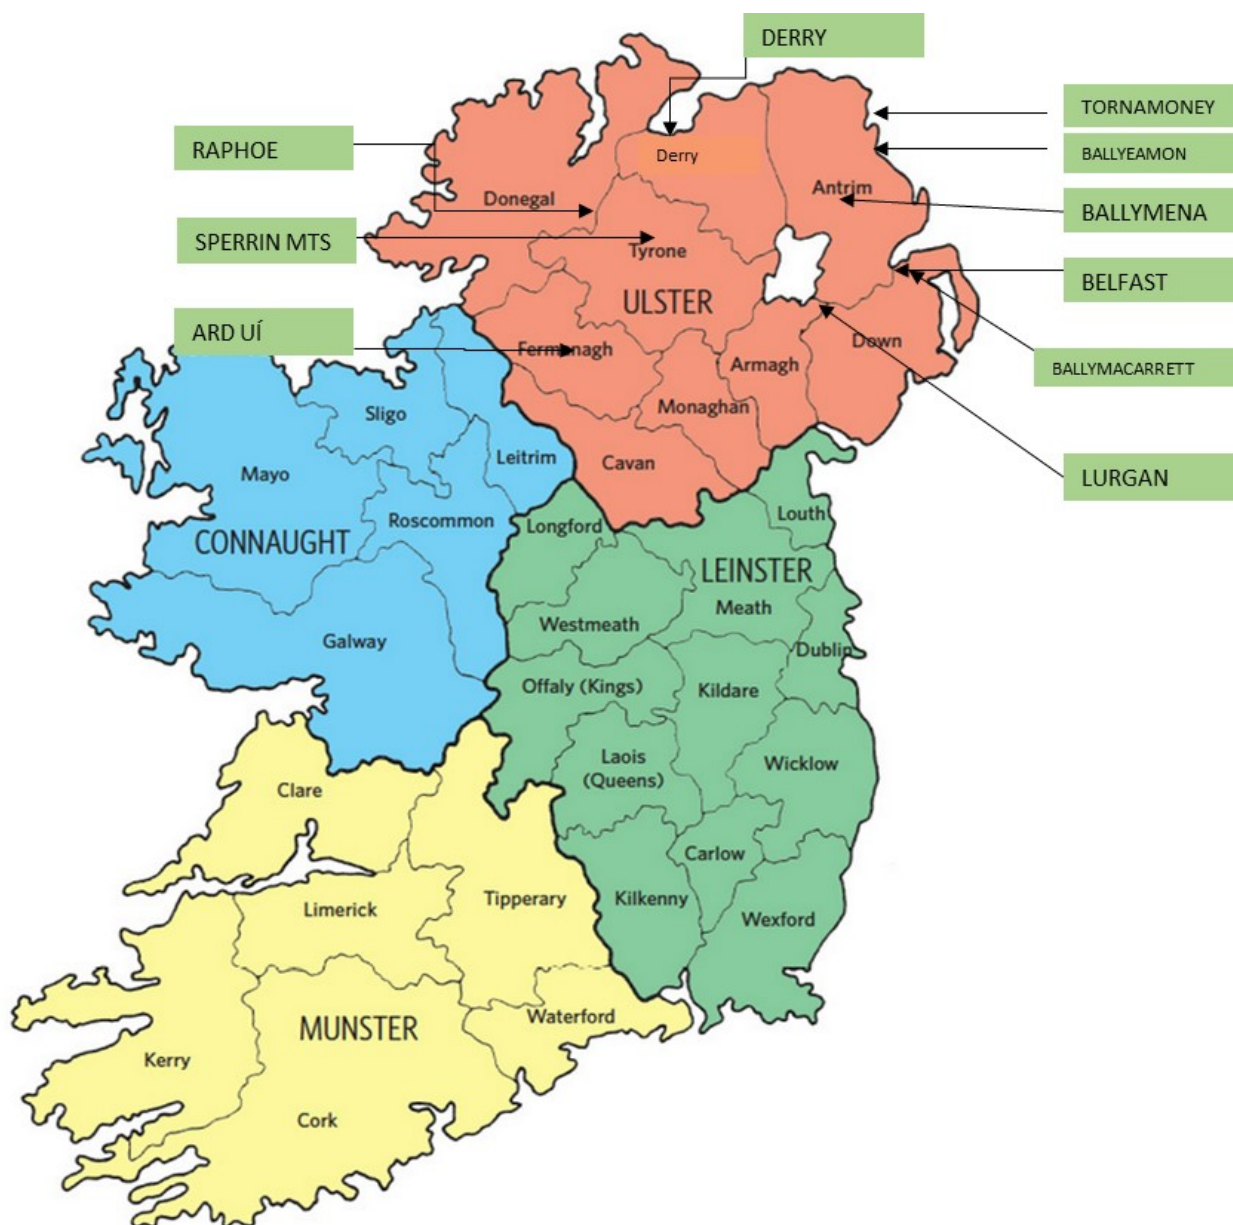 DERRY
TORNAMONEY
RAPHOE
BALLYEAMON
Derry
Antrim
Donegal
BALLYMENA
SPERRIN MTS
Tyrone
BELFAST
ULSTER
ARD UÍ
Fermanagh
Down
Armagh
BALLYMACARRETT
Monaghan
Sligo
Leitrim
Cavan
Mayo
LURGAN
Louth
Roscommon
Longford
CONNAUGHT
LEINSTER
Meath
Westmeath
Galway
Dublin
Offaly (Kings)
Kildare
Laois
(Queens)
Wicklow
Clare
Carlow
Tipperary
Kilkenny
Limerick
Wexford
Waterford
MUNSTER
Kerry
Cork